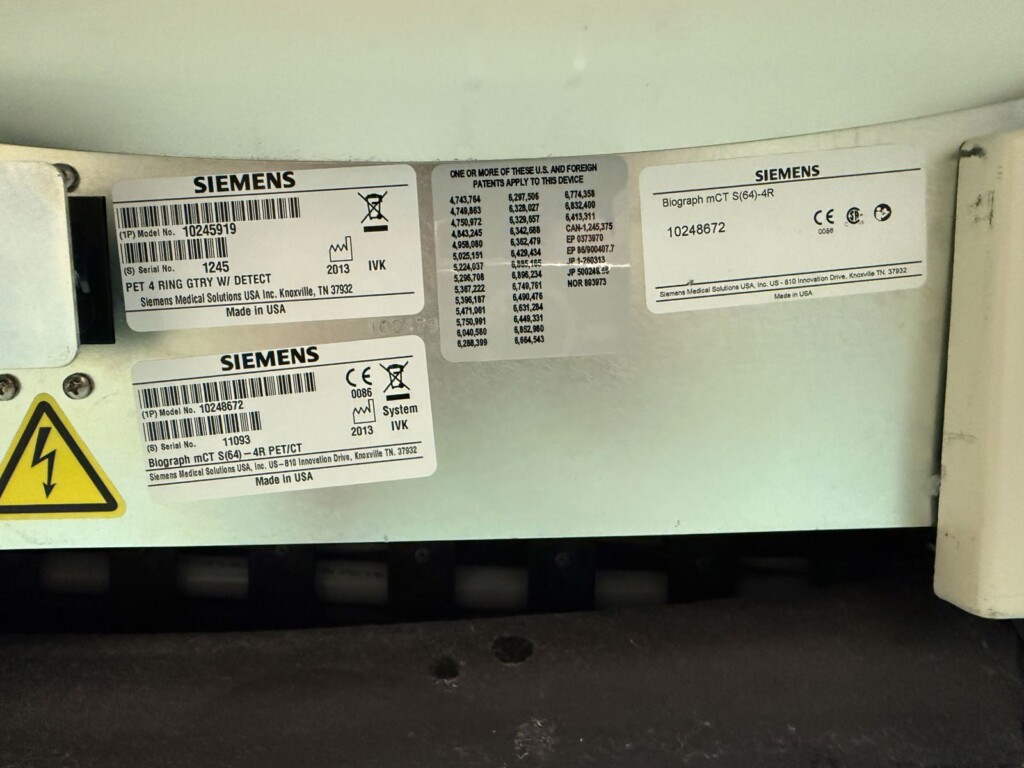 SIEMENS
(1P) Model No. 10245919
(S) Serial No. 1245
PET 4 RING GTRY W/ DETECT
2013 IVK
Siemens Medical Solutions USA Inc. Knoxville, TN 37932
Made in USA
ONE OR MORE OF THESE U.S. AND FOREIGN
PATENTS APPLY TO THIS DEVICE
4,743,764 6,297,506 6,774,358
4,749,863 6,328,027 6,832,400
4,750,972 6,329,657 6,413,311
4,843,245 6,342,688 CAN-1,245,375
4,958,080 6,362,479 EP 0373970
5,025,151 6,429,434 EP 86/900407.7
5,224,037 JP 1-260313
5,296,708 6,896,234
5,367,222 6,749,761 NOR 893973
5,396,187 6,490,476
5,471,061 6,631,284
5,750,991 6,449,331
6,040,580 6,852,980
6,288,399 6,664,543
SIEMENS
Biograph mCT S(64)-4R
10248672
CE
0086
Siemens Medical Solutions USA, Inc. US - 810 Innovation Drive, Knoxville TN. 37932
Made in USA
SIEMENS
(1P) Model No. 10248672
(S) Serial No. 11093
CE
0086
System
2013 IVK
Biograph mCT S(64) – 4R PET/CT
Siemens Medical Solutions USA, Inc. US – 810 Innovation Drive, Knoxville TN. 37932
Made in USA